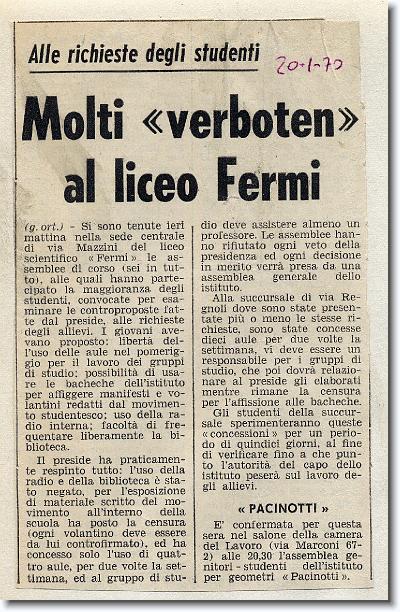 Alle richieste degli studenti
20-1-70
Molti «verboten»
al liceo Fermi
(g. ort.) - Si sono tenute ieri
mattina nella sede centrale
di via Mazzini del liceo
scientifico «Fermi» le as-
semblee di corso (sei in tut-
to), alle quali hanno parte-
cipato la maggioranza degli
studenti, convocate per esa-
minare le controproposte fat-
te dal preside, alle richieste
degli allievi. I giovani ave-
vano proposto: libertà del-
l'uso delle aule nel pomerig-
gio per il lavoro dei gruppi
di studio; possibilità di usa-
re le bacheche dell'istituto
per affiggere manifesti e vo-
lantini redatti dal movimen-
to studentesco; uso della ra-
dio interna; facoltà di fre-
quentare liberamente la bi-
blioteca.
Il preside ha praticamente
respinto tutto: l'uso della
radio e della biblioteca è sta-
to negato, per l'esposizione
di materiale scritto del mo-
vimento all'interno della
scuola ha posto la censura
(ogni volantino deve essere
da lui controfirmato), ed ha
concesso solo l'uso di quat-
tro aule, per due volte la set-
timana, ed al gruppo di stu-
dio deve assistere almeno un
professore. Le assemblee han-
no rifiutato ogni veto della
presidenza ed ogni decisione
in merito verrà presa da una
assemblea generale dello
istituto.
Alla succursale di via Re-
gnoli dove sono state presen-
tate più o meno le stesse ri-
chieste, sono state concesse
dieci aule per due volte la
settimana, vi deve essere un
responsabile per i gruppi di
studio, che poi dovrà relazio-
nare al preside gli elaborati
mentre rimane la censura
per l'affissione alle bacheche.
Gli studenti della succur-
sale sperimenteranno queste
«concessioni» per un perio-
do di quindici giorni, al fine
di verificare fino a che pun-
to l'autorità del capo dello
istituto peserà sul lavoro de-
gli allievi.
« PACINOTTI »
E' confermata per questa
sera nel salone della camera
del Lavoro (via Marconi 67-
2) alle 20,30 l'assemblea ge-
nitori - studenti dell'istituto
per geometri «Pacinotti».